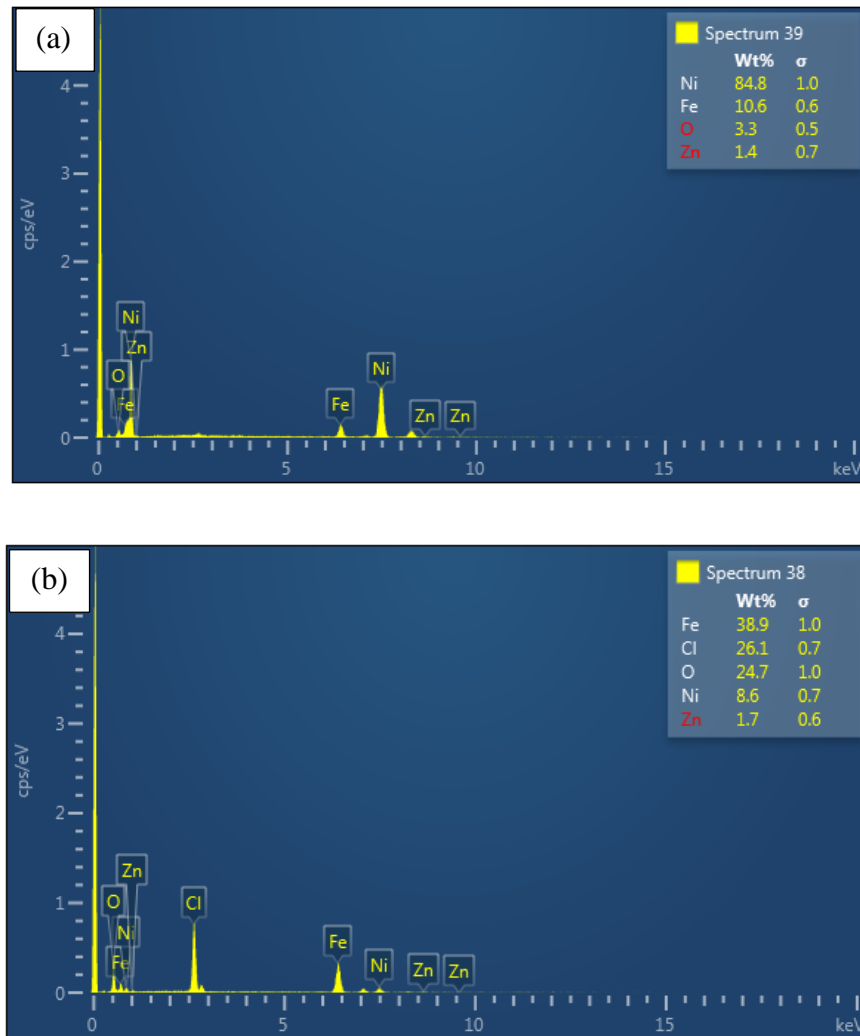 (a)
Spectrum 39
Wt% σ
Ni 84.8 1.0
Fe 10.6 0.6
O 3.3 0.5
Zn 1.4 0.7
4
3
2
1
0
cps/eV
Ni
Zn
O
Fe
Fe
Ni
Zn
Zn
0 5 10 15 keV
(b)
Spectrum 38
Wt% σ
Fe 38.9 1.0
Cl 26.1 0.7
O 24.7 1.0
Ni 8.6 0.7
Zn 1.7 0.6
4
3
2
1
0
cps/eV
Zn
O
Ni
Fe
Cl
Fe
Ni
Zn
Zn
0 5 10 15 keV